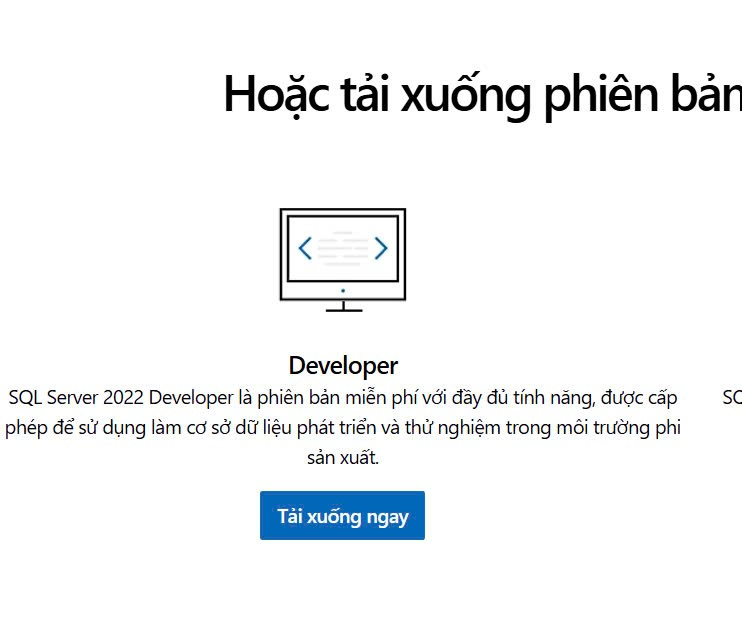 Hoặc tải xuống phiên bản
Developer
SQL Server 2022 Developer là phiên bản miễn phí với đầy đủ tính năng, được cấp
phép để sử dụng làm cơ sở dữ liệu phát triển và thử nghiệm trong môi trường phi
sản xuất.
Tải xuống ngay